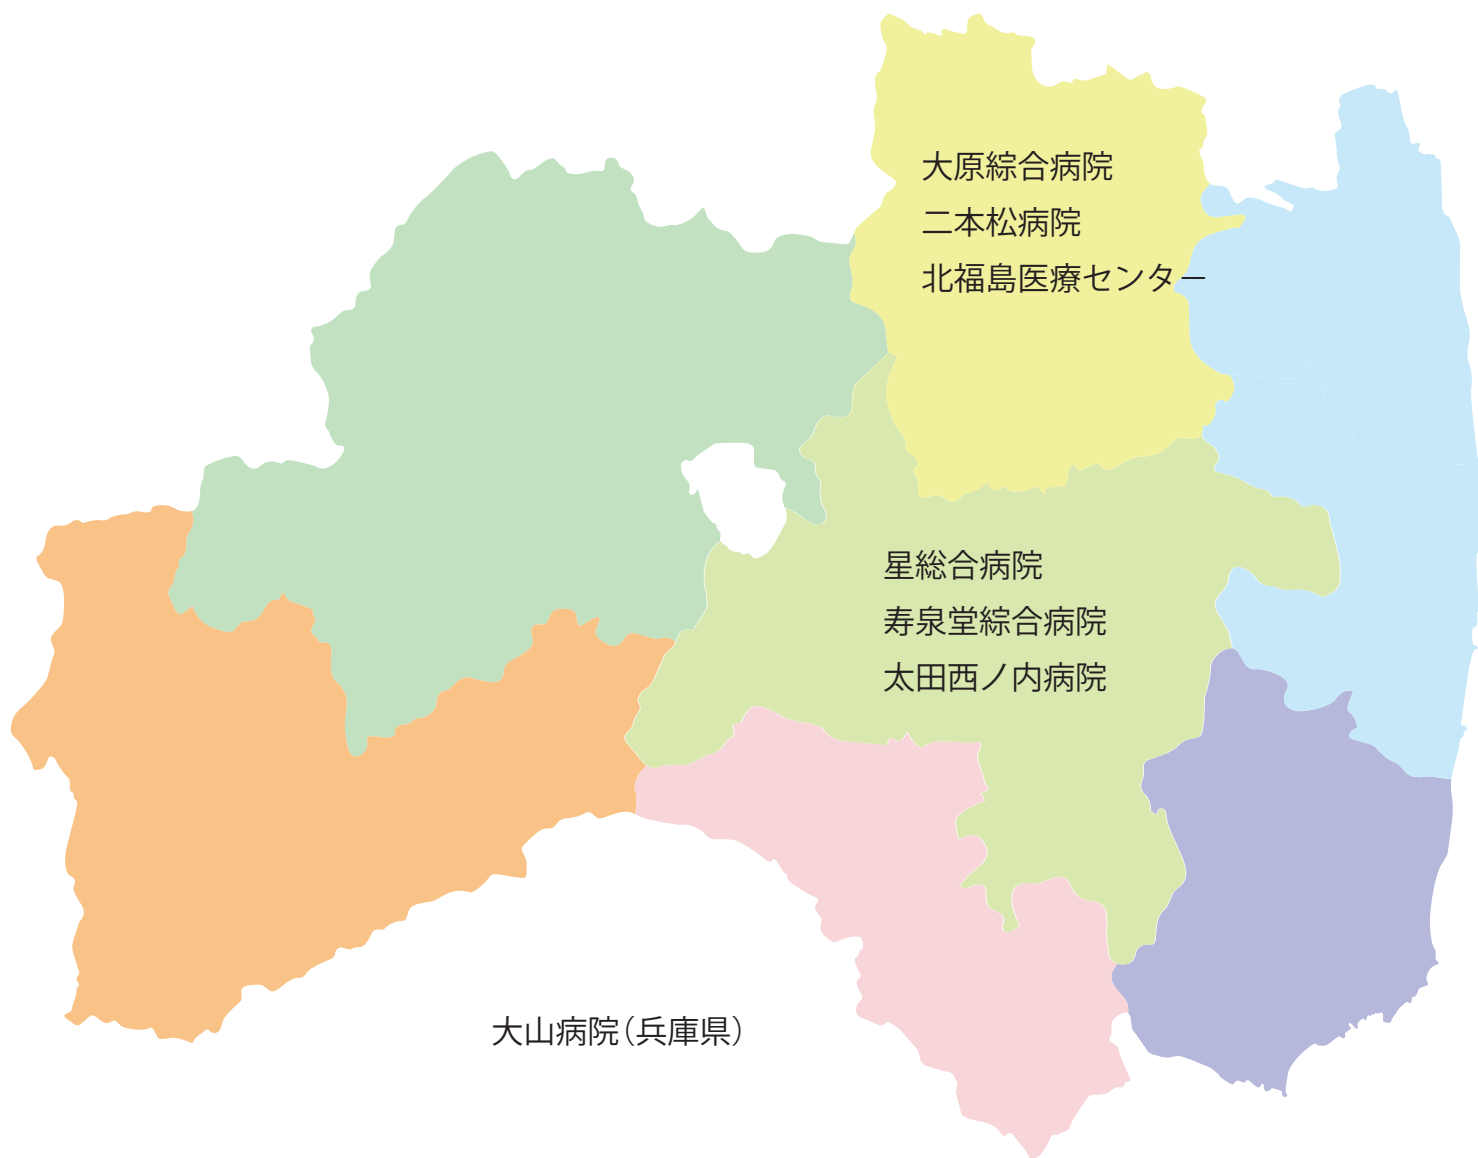 大原綜合病院
二本松病院
北福島医療センター
星総合病院
寿泉堂綜合病院
太田西ノ内病院
大山病院（兵庫県）